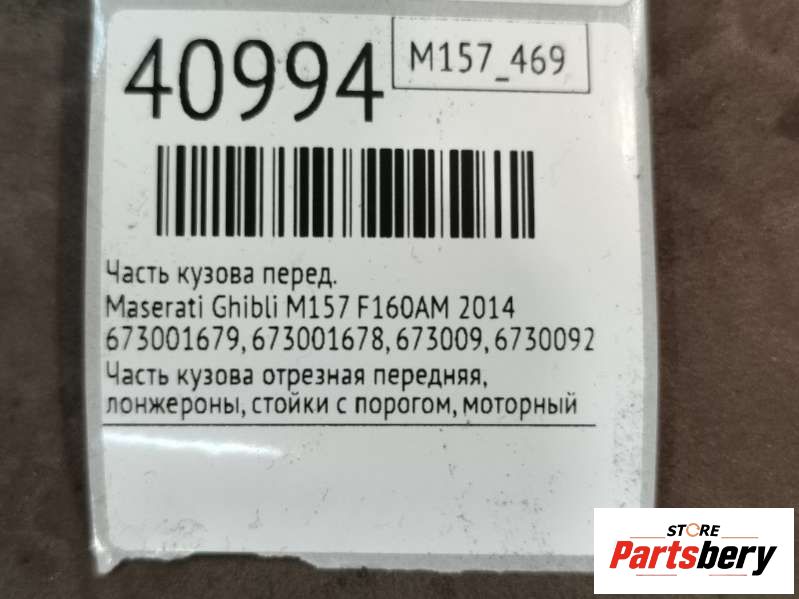 40994
M157_469
Часть кузова перед.
Maserati Ghibli M157 F160AM 2014
673001679, 673001678, 673009, 6730092
Часть кузова отрезная передняя,
лонжероны, стойки с порогом, моторный
STORE
Partsbery